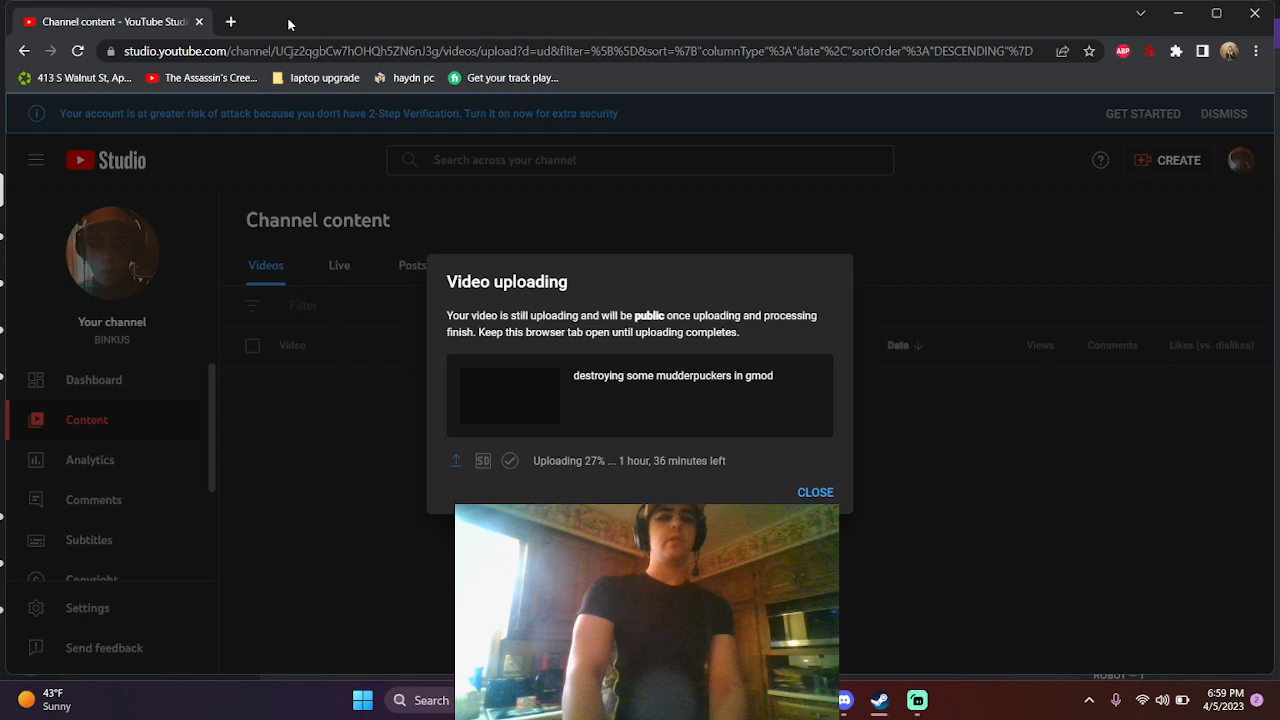 Channel content - YouTube Studi
studio.youtube.com/channel/UCjz2qgbCw7hOHQh5ZN6nJ3g/videos/upload?d=ud&filter=%5B%5D&sort=%7B"columnType"%3A"date"%2C"sortOrder"%3A"DESCENDING"%7D
ABP
413 S Walnut St, Ap... The Assassin's Cree... laptop upgrade haydn pc Get your track play...
Your account is at greater risk of attack because you don't have 2-Step Verification. Turn it on now for extra security GET STARTED DISMISS
Studio Search across your channel CREATE
Channel content
Videos Live Posts
Filter
Your channel
BINKUS
Video Date Views Comments Likes (vs. dislikes)
Video uploading
Your video is still uploading and will be public once uploading and processing
finish. Keep this browser tab open until uploading completes.
destroying some mudderpuckers in gmod
SD Uploading 27% ... 1 hour, 36 minutes left
CLOSE
Dashboard
Content
Analytics
Comments
Subtitles
Copyright
Settings
Send feedback
43°F
Sunny
Search
6:59 PM
4/5/2023
2